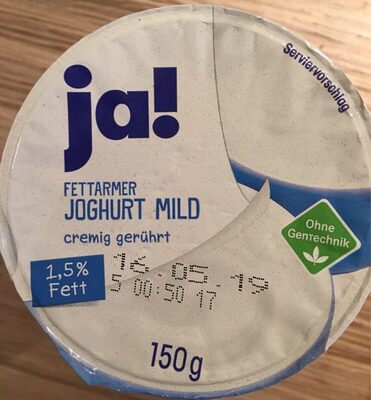 ja!
Serviervorschlag
FETTARMER
JOGHURT MILD
cremig gerührt
Ohne
GenTechnik
1,5%
Fett
16.05.19
5 00:50 17
150g